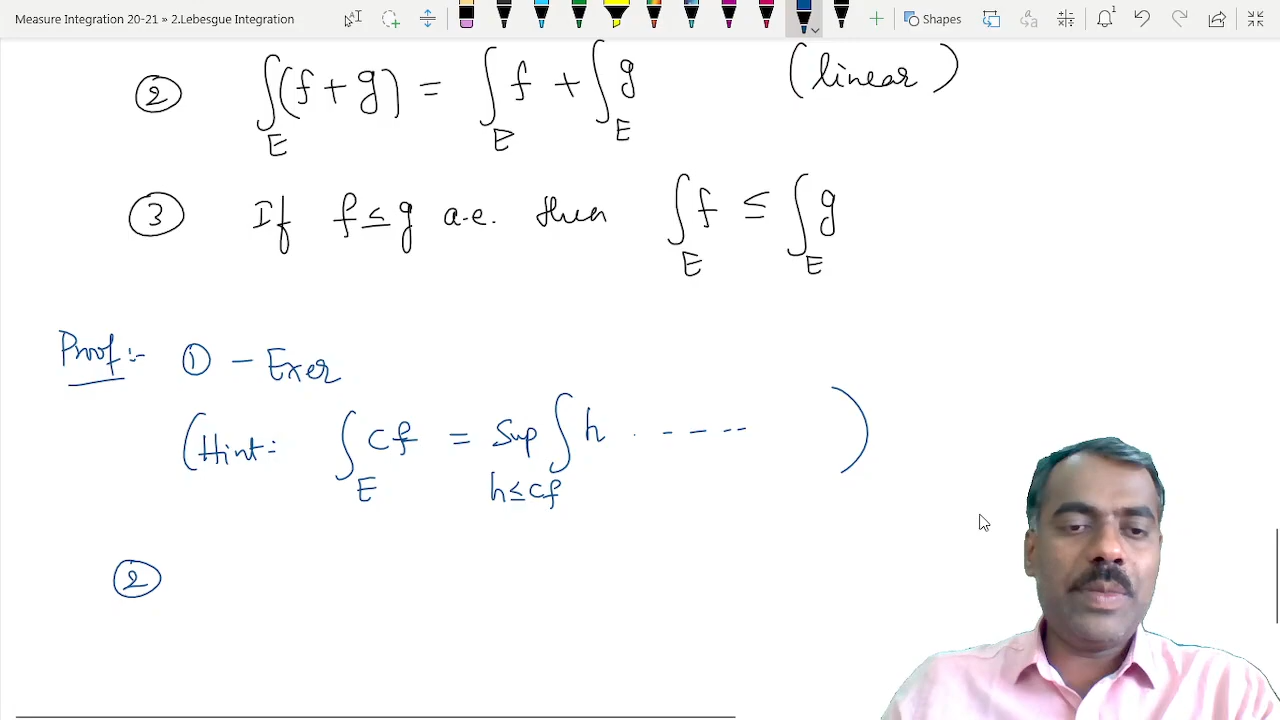 Measure Integration 20-21 » 2.Lebesgue Integration
Shapes
② ∫_E (f + g) = ∫_E f + ∫_E g (linear)
③ If f ≤ g a.e. then ∫_E f ≤ ∫_E g
Proof:- ① - Exer
(Hint: ∫_E cf = Sup_{h≤cf} ∫ h . - - - - )
②